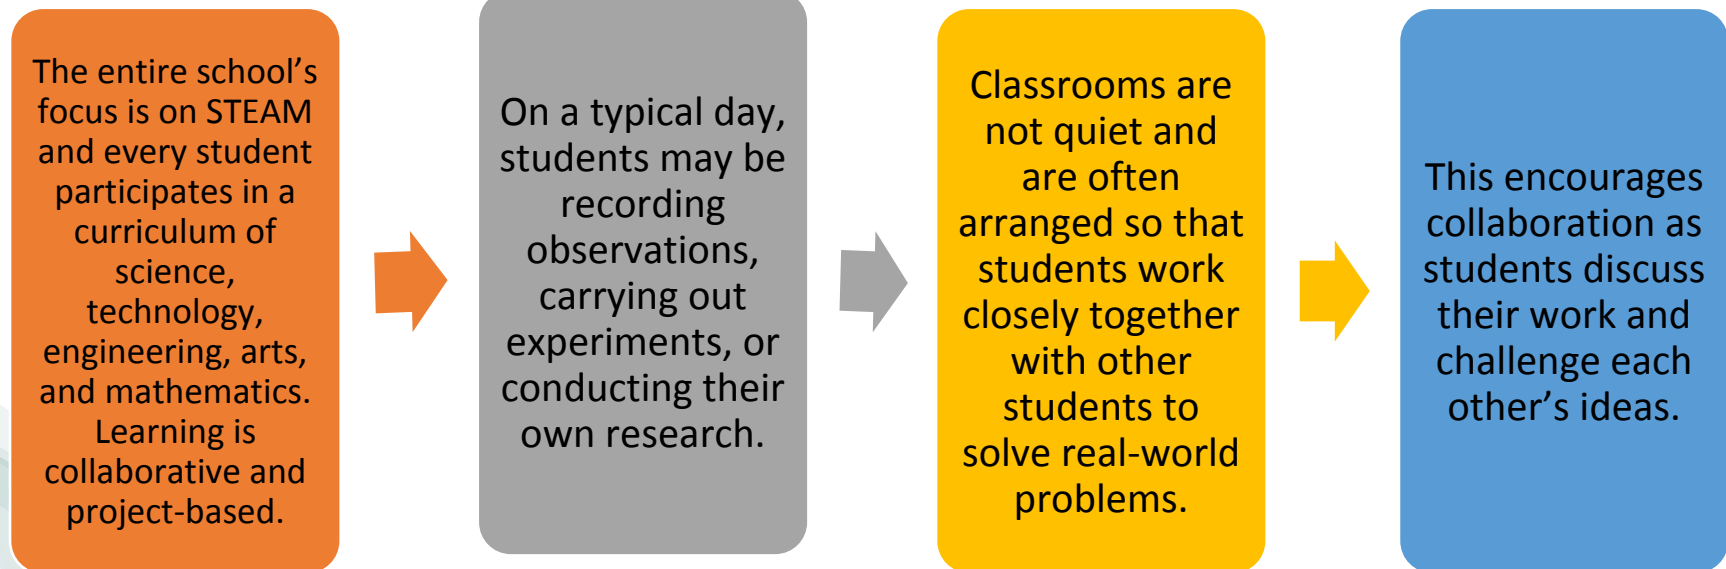 The entire school’s
focus is on STEAM
and every student
participates in a
curriculum of
science,
technology,
engineering, arts,
and mathematics.
Learning is
collaborative and
project-based.
On a typical day,
students may be
recording
observations,
carrying out
experiments, or
conducting their
own research.
Classrooms are
not quiet and
are often
arranged so that
students work
closely together
with other
students to
solve real-world
problems.
This encourages
collaboration as
students discuss
their work and
challenge each
other’s ideas.